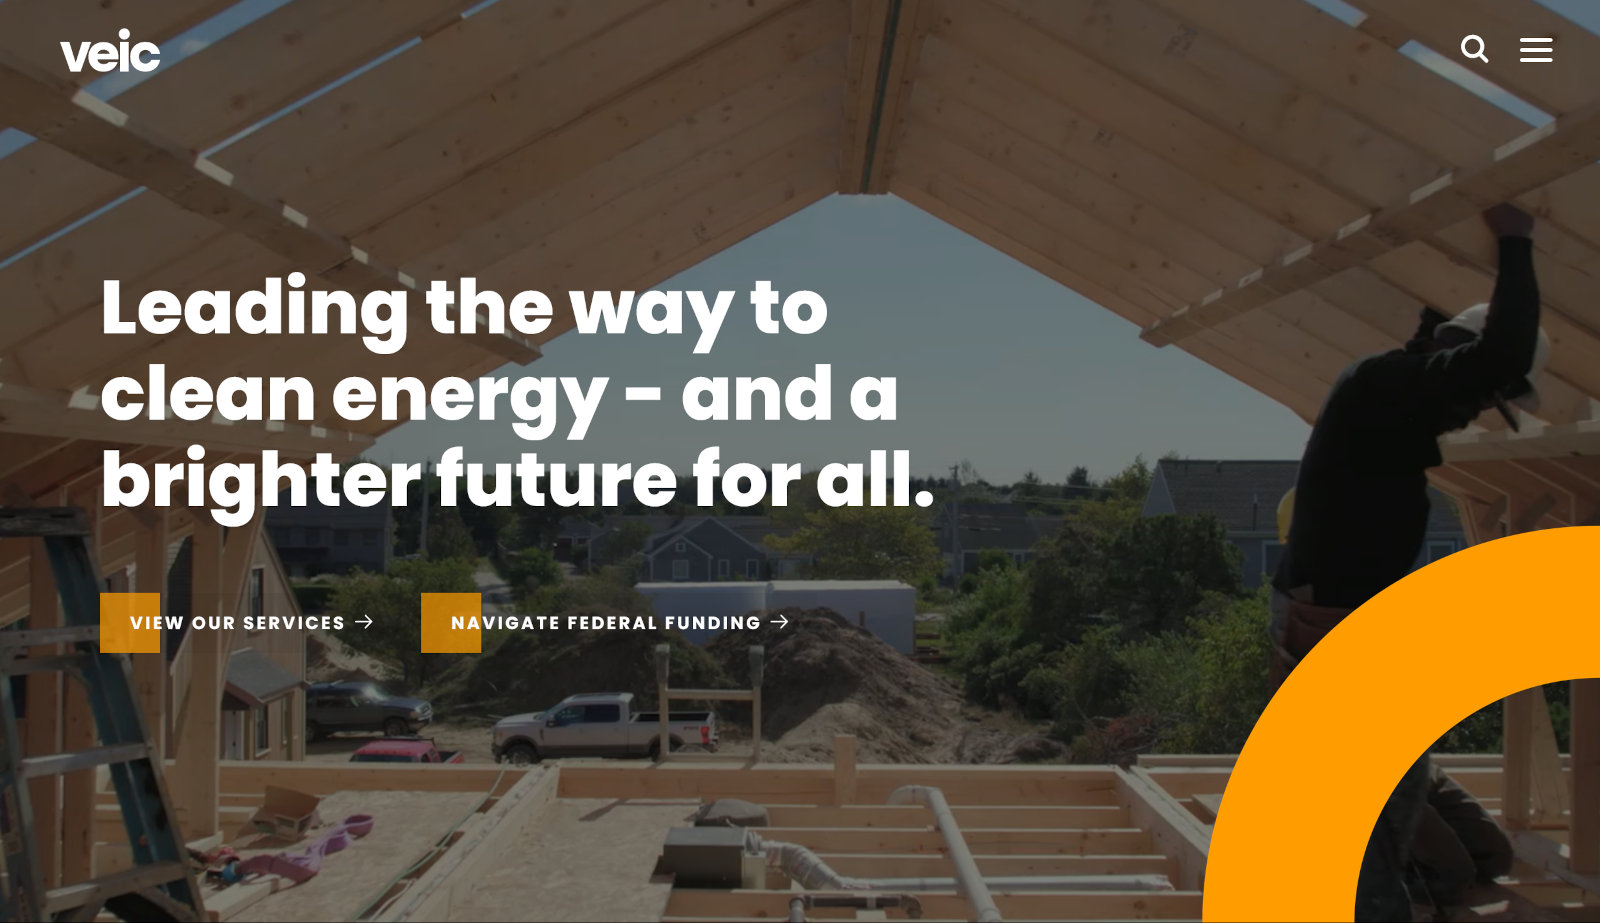 veic
Leading the way to
clean energy - and a
brighter future for all.
VIEW OUR SERVICES →
NAVIGATE FEDERAL FUNDING →